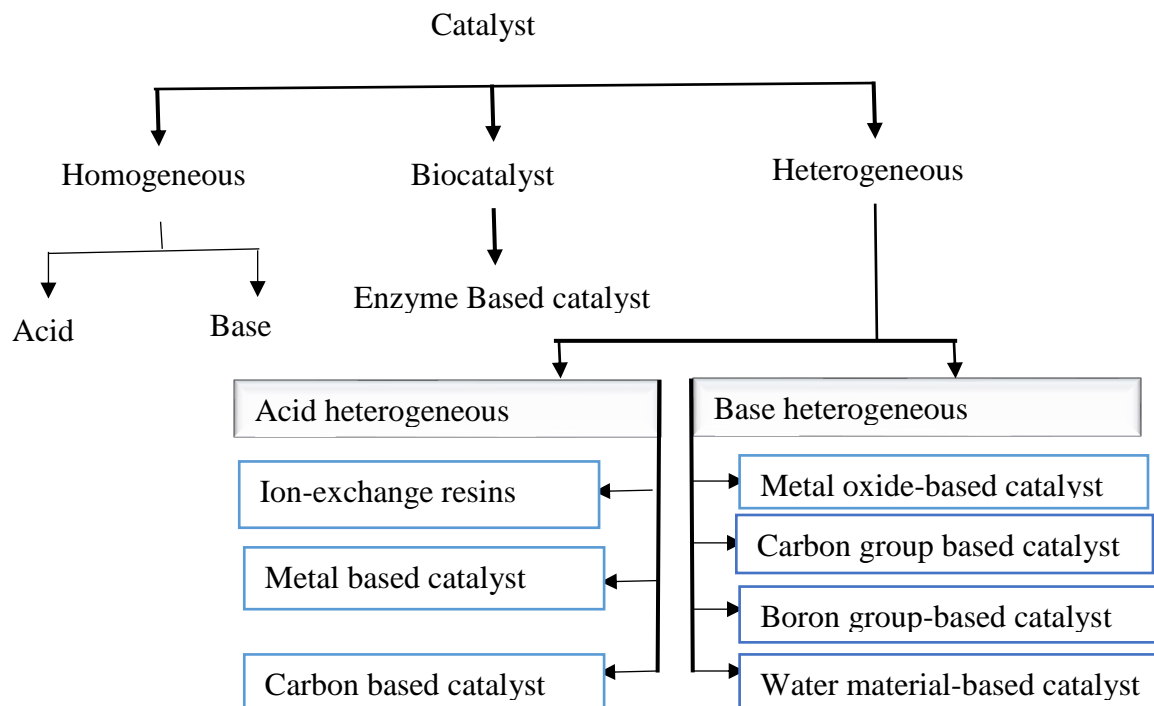 Catalyst
Homogeneous
Biocatalyst
Heterogeneous
Acid
Base
Enzyme Based catalyst
Acid heterogeneous
Base heterogeneous
Ion-exchange resins
Metal based catalyst
Carbon based catalyst
Metal oxide-based catalyst
Carbon group based catalyst
Boron group-based catalyst
Water material-based catalyst